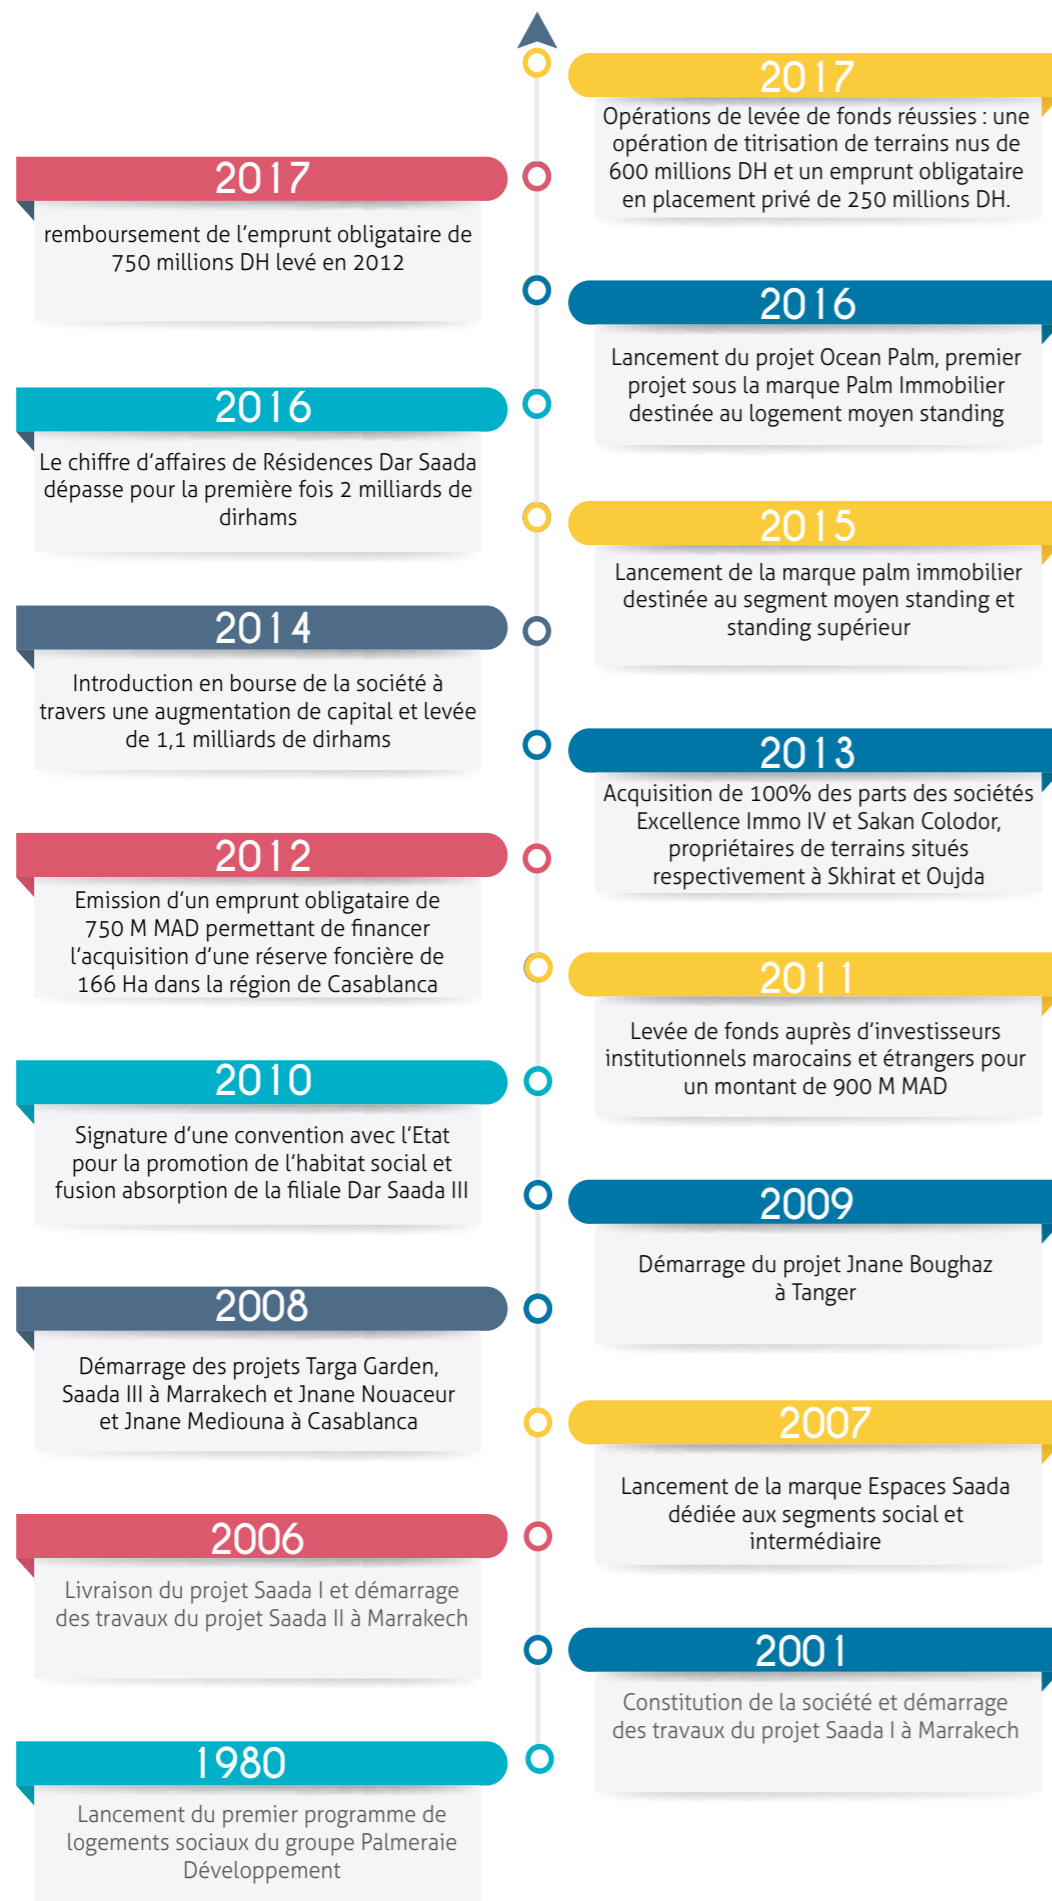 2017
Opérations de levée de fonds réussies : une
opération de titrisation de terrains nus de
600 millions DH et un emprunt obligataire
en placement privé de 250 millions DH.
2017
remboursement de l'emprunt obligataire de
750 millions DH levé en 2012
2016
Lancement du projet Ocean Palm, premier
projet sous la marque Palm Immobilier
destinée au logement moyen standing
2016
Le chiffre d'affaires de Résidences Dar Saada
dépasse pour la première fois 2 milliards de
dirhams
2015
Lancement de la marque palm immobilier
destinée au segment moyen standing et
standing supérieur
2014
Introduction en bourse de la société à
travers une augmentation de capital et levée
de 1,1 milliards de dirhams
2013
Acquisition de 100% des parts des sociétés
Excellence Immo IV et Sakan Colodor,
propriétaires de terrains situés
respectivement à Skhirat et Oujda
2012
Emission d'un emprunt obligataire de
750 M MAD permettant de financer
l'acquisition d'une réserve foncière de
166 Ha dans la région de Casablanca
2011
Levée de fonds auprès d'investisseurs
institutionnels marocains et étrangers pour
un montant de 900 M MAD
2010
Signature d'une convention avec l'Etat
pour la promotion de l'habitat social et
fusion absorption de la filiale Dar Saada III
2009
Démarrage du projet Jnane Boughaz
à Tanger
2008
Démarrage des projets Targa Garden,
Saada III à Marrakech et Jnane Nouaceur
et Jnane Mediouna à Casablanca
2007
Lancement de la marque Espaces Saada
dédiée aux segments social et
intermédiaire
2006
Livraison du projet Saada I et démarrage
des travaux du projet Saada II à Marrakech
2001
Constitution de la société et démarrage
des travaux du projet Saada I à Marrakech
1980
Lancement du premier programme de
logements sociaux du groupe Palmeraie
Développement